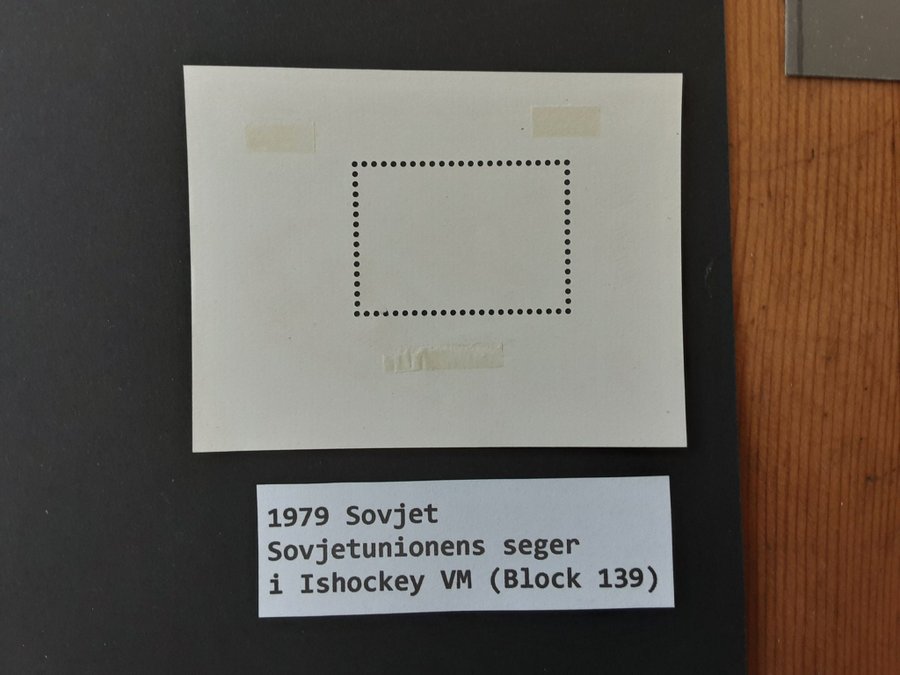 1979 Sovjet
Sovjetunionens seger
i Ishockey VM (Block 139)